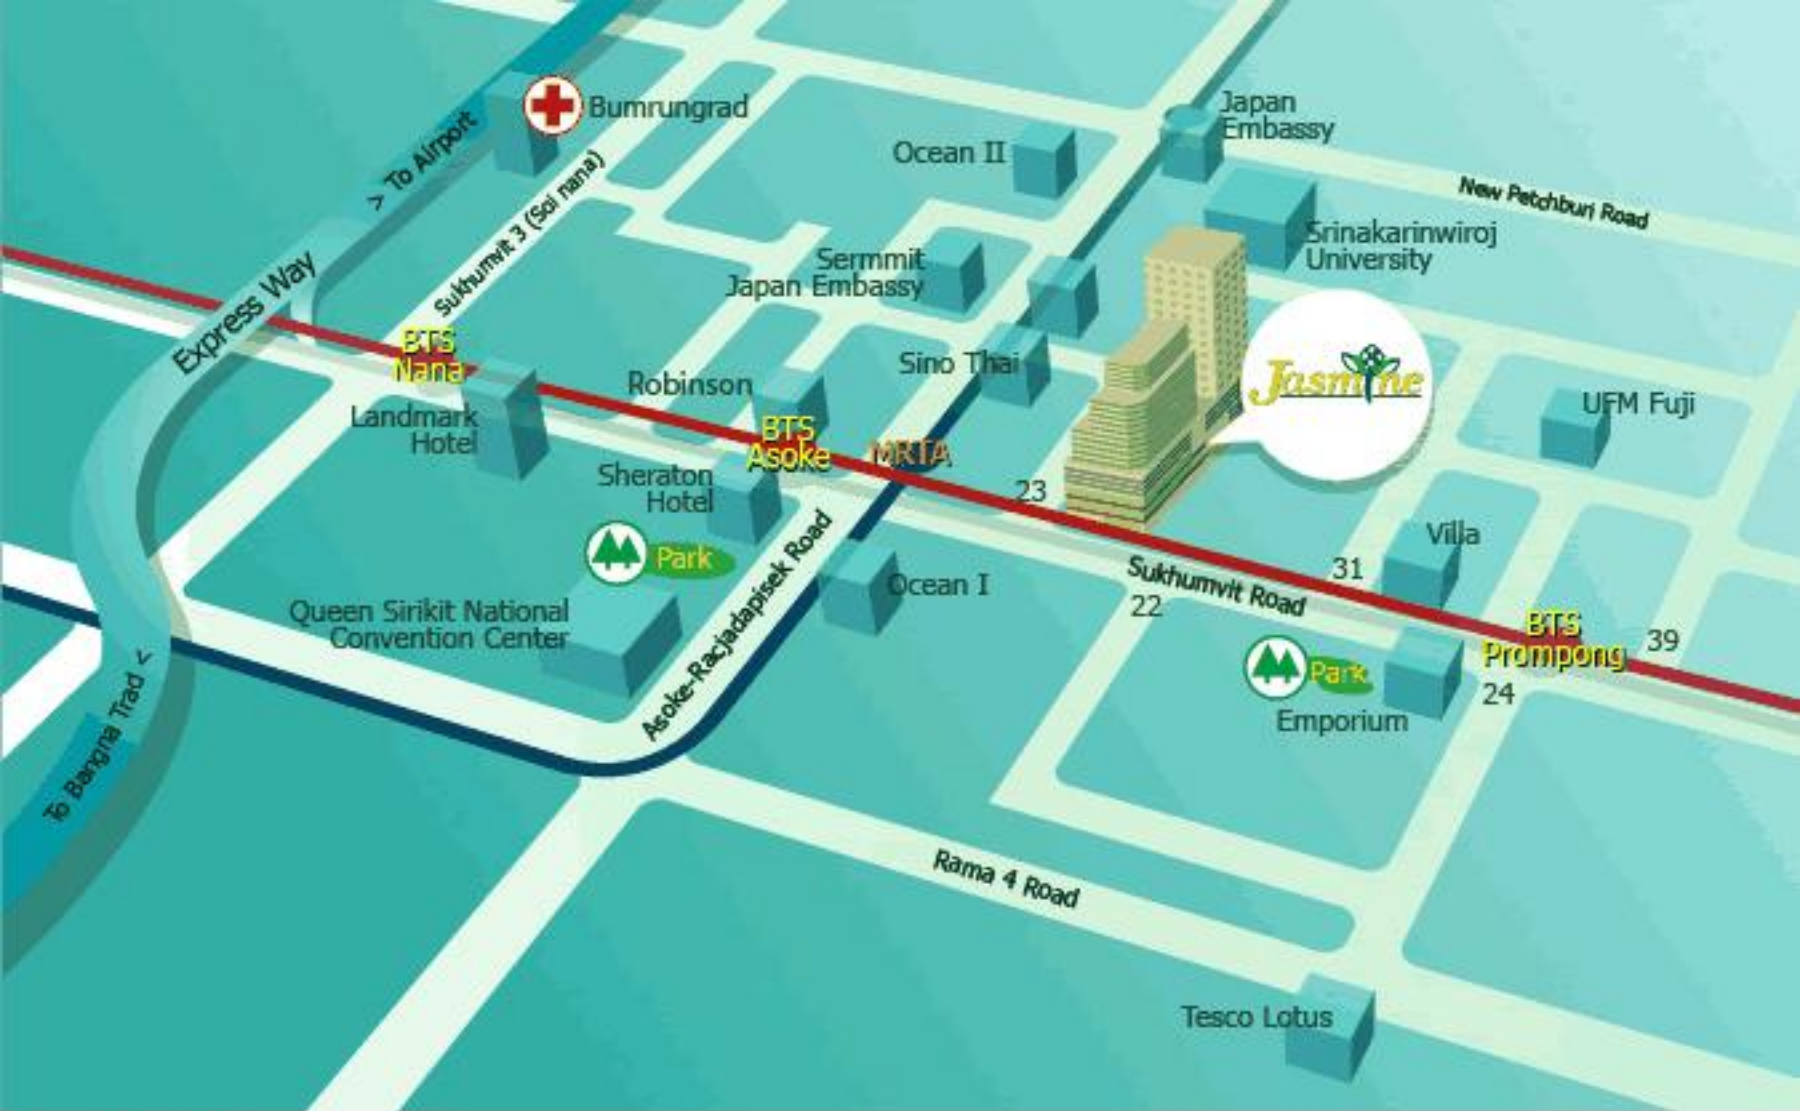 Bumrungrad
Japan
Embassy
Ocean II
> To Airport
Sukhumvit 3 (Soi nana)
New Petchburi Road
Srinakarinwiroj
University
Sermmit
Japan Embassy
Express Way
BTS
Nana
Sino Thai
Jasmine
Robinson
Landmark
Hotel
UFM Fuji
BTS
Asoke
MRTA
Sheraton
Hotel
23
Park
Villa
Asoke-Racjadapisek Road
Ocean I
31
Sukhumvit Road
22
Queen Sirikit National
Convention Center
BTS
Prompong
39
Park
24
Emporium
To Bangna Trad <
Rama 4 Road
Tesco Lotus